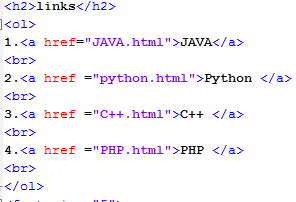 <h2>links</h2>
<ol>
1.<a href="JAVA.html">JAVA</a>
<br>
2.<a href ="python.html">Python </a>
<br>
3.<a href ="C++.html">C++ </a>
<br>
4.<a href ="PHP.html">PHP </a>
<br>
</ol>